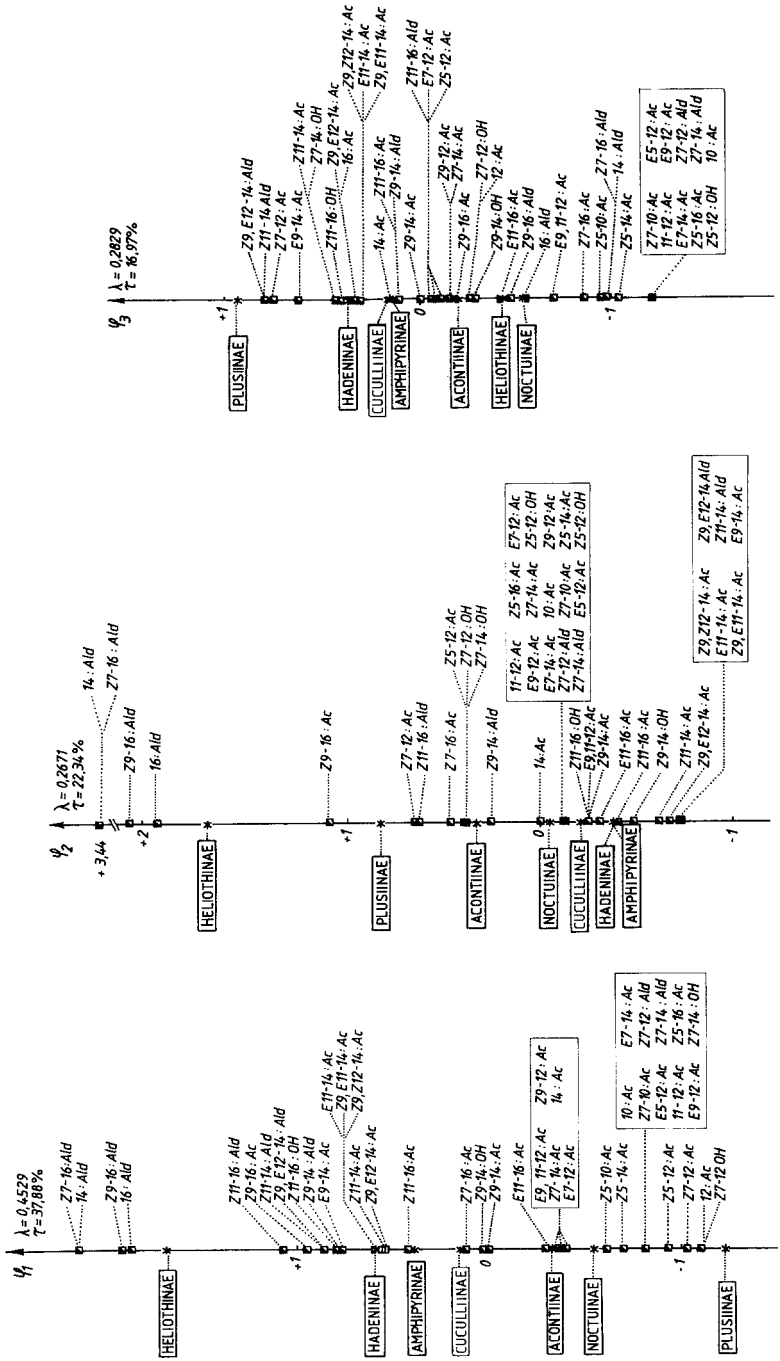 φ1
λ=0,4529
τ=37,88%
Z7-16:Ald
14:Ald
Z9-16:Ald
16:Ald
HELIOTHINAE
Z11-16:Ald
Z9-16:Ac
Z11-14:Ald
Z9,E12-14:Ald
Z11-16:OH
Z9-14:Ald
E9-14:Ac
+1
E11-14:Ac
Z9,E11-14:Ac
Z9,Z12-14:Ac
Z11-14:Ac
Z9,E12-14:Ac
HADENINAE
Z11-16:Ac
AMPHIPYRINAE
CUCULLIINAE
Z7-16:Ac
Z9-14:OH
Z9-14:Ac
0
E11-16:Ac
E9,11-12:Ac
Z7-14:Ac
E7-12:Ac
Z9-12:Ac
14:Ac
ACONTIINAE
NOCTUINAE
Z5-10:Ac
Z5-14:Ac
10:Ac
Z7-10:Ac
E5-12:Ac
11-12:Ac
E9-12:Ac
E7-14:Ac
Z7-12:Ald
Z7-14:Ald
Z5-16:Ac
Z7-14:OH
Z5-12:Ac
Z7-12:Ac
-1
12:Ac
Z7-12OH
PLUSIINAE
φ2
λ=0,2671
τ=22,34%
+3,44
14:Ald
Z7-16:Ald
+2
Z9-16:Ald
16:Ald
HELIOTHINAE
Z9-16:Ac
+1
PLUSIINAE
Z7-12:Ac
Z11-16:Ald
Z7-16:Ac
Z5-12:Ac
Z7-12:OH
Z7-14:OH
ACONTIINAE
Z9-14:Ald
14:Ac
0
NOCTUINAE
11-12:Ac
E9-12:Ac
E7-14:Ac
Z7-12:Ald
Z7-14:Ald
Z5-16:Ac
Z7-14:Ac
10:Ac
Z7-10:Ac
E5-12:Ac
E7-12:Ac
Z5-12:OH
Z9-12:Ac
Z5-14:Ac
Z5-12:OH
CUCULLIINAE
Z11-16:OH
E9,11-12:Ac
Z9-14:Ac
E11-16:Ac
HADENINAE
Z11-16:Ac
AMPHIPYRINAE
Z9-14:OH
Z11-14:Ac
Z9,E12-14:Ac
Z9,Z12-14:Ac
E11-14:Ac
Z9,E11-14:Ac
Z9,E12-14Ald
Z11-14:Ald
E9-14:Ac
-1
φ3
λ=0,2829
τ=16,97%
+1
PLUSIINAE
Z9,E12-14:Ald
Z11-14Ald
Z7-12:Ac
E9-14:Ac
Z11-14:Ac
Z7-14:OH
Z11-16:OH
Z9,E12-14:Ac
16:Ac
Z9,Z12-14:Ac
E11-14:Ac
Z9,E11-14:Ac
HADENINAE
CUCULLIINAE
AMPHIPYRINAE
14:Ac
Z11-16:Ac
Z9-14:Ald
Z9-14:Ac
0
Z11-16:Ald
E7-12:Ac
Z5-12:Ac
Z9-12:Ac
Z7-14:Ac
Z9-16:Ac
ACONTIINAE
Z7-12:OH
12:Ac
Z9-14:OH
HELIOTHINAE
E11-16:Ac
Z9-16:Ald
16:Ald
NOCTUINAE
E9,11-12:Ac
Z7-16:Ac
Z5-10:Ac
Z7-16:Ald
14:Ald
Z5-14:Ac
-1
Z7-10:Ac
11-12:Ac
E7-14:Ac
Z5-16:Ac
Z5-12:OH
E5-12:Ac
E9-12:Ac
Z7-12:Ald
Z7-14:Ald
10:Ac